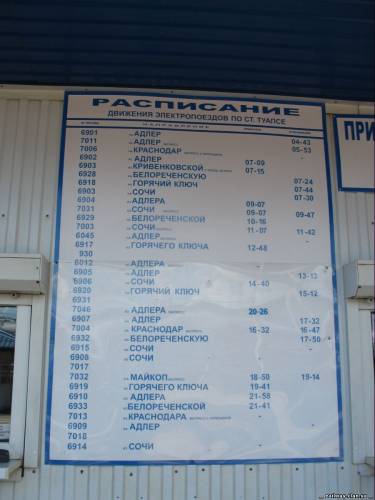 РАСПИСАНИЕ
ДВИЖЕНИЯ ЭЛЕКТРОПОЕЗДОВ ПО СТ. ТУАПСЕ
6901 АДЛЕР
7011 АДЛЕР 04-43
7006 КРАСНОДАР 05-53
6902 АДЛЕР
6903 КРИВЕНКОВСКОЙ 07-09
6928 БЕЛОРЕЧЕНСКУЮ 07-15
6918 ГОРЯЧИЙ КЛЮЧ 07-24
6903 СОЧИ 07-44
6904 АДЛЕРА 07-30
7031 СОЧИ 09-07
6929 БЕЛОРЕЧЕНСКОЙ 09-07 09-47
7003 СОЧИ 10-16
6045 АДЛЕР 11-07 11-42
6917 ГОРЯЧЕГО КЛЮЧА 12-48
930
6012 АДЛЕРА
6905 АДЛЕР 13-13
6906 СОЧИ 14-40
6920 ГОРЯЧИЙ КЛЮЧ 15-12
6931
7046 АДЛЕРА 20-26
6907 АДЛЕР 17-32
7004 КРАСНОДАР 16-32 16-47
6932 БЕЛОРЕЧЕНСКУЮ 17-50
6915 СОЧИ
6908 СОЧИ
7017
7032 МАЙКОП 18-50 19-14
6919 ГОРЯЧЕГО КЛЮЧА 19-41
6910 АДЛЕРА 21-58
6933 БЕЛОРЕЧЕНСКОЙ 21-41
7013 КРАСНОДАРА
6909 АДЛЕР
7018
6914 СОЧИ
ПРИ